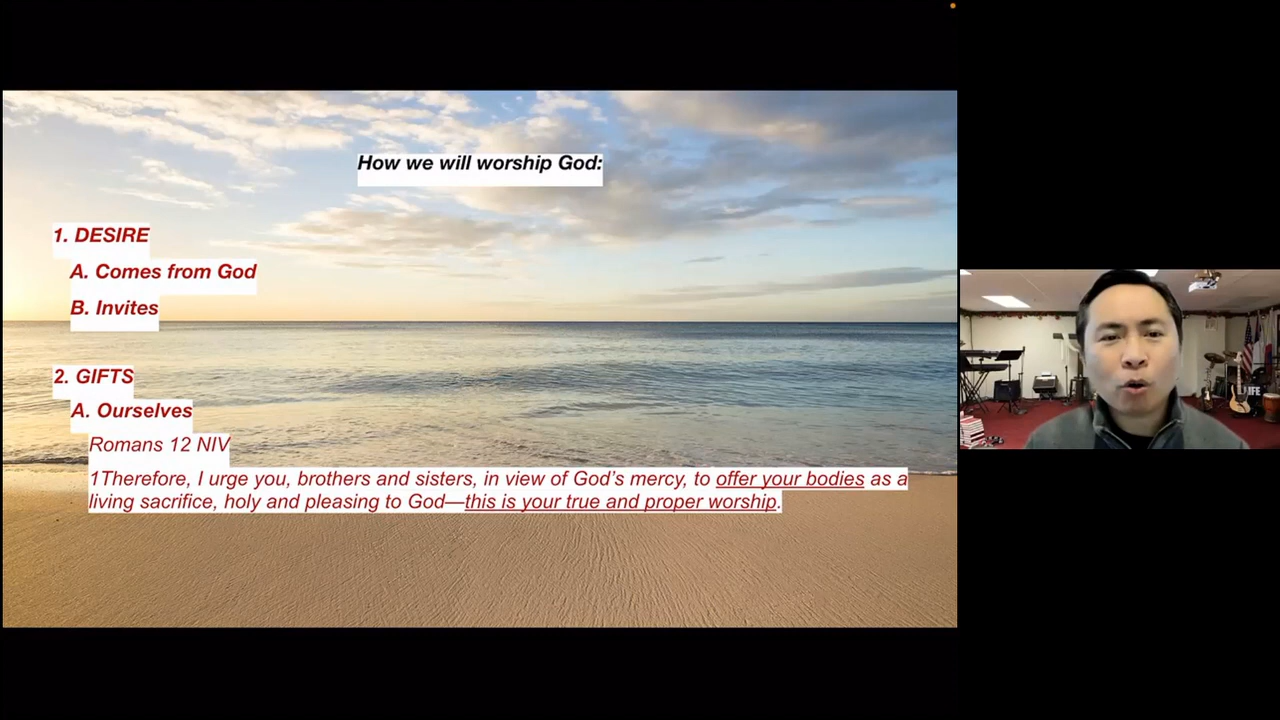 How we will worship God:
1. DESIRE
A. Comes from God
B. Invites
2. GIFTS
A. Ourselves
Romans 12 NIV
1Therefore, I urge you, brothers and sisters, in view of God’s mercy, to offer your bodies as a
living sacrifice, holy and pleasing to God—this is your true and proper worship.
IFE